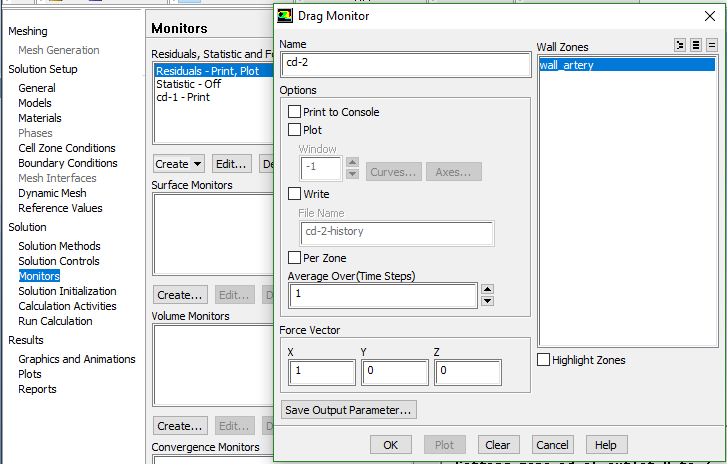 Meshing
Mesh Generation
Solution Setup
General
Models
Materials
Phases
Cell Zone Conditions
Boundary Conditions
Mesh Interfaces
Dynamic Mesh
Reference Values
Solution
Solution Methods
Solution Controls
Monitors
Solution Initialization
Calculation Activities
Run Calculation
Results
Graphics and Animations
Plots
Reports
Monitors
Residuals, Statistic and Fo
Residuals - Print, Plot
Statistic - Off
cd-1 - Print
Create Edit... De
Surface Monitors
Create... Edit... D
Volume Monitors
Create... Edit... D
Convergence Monitors
Drag Monitor
Name
cd-2
Options
Print to Console
Plot
Window
-1
Curves... Axes...
Write
File Name
cd-2-history
Per Zone
Average Over(Time Steps)
1
Force Vector
X Y Z
1 0 0
Save Output Parameter...
Wall Zones
wall_artery
Highlight Zones
OK Plot Clear Cancel Help